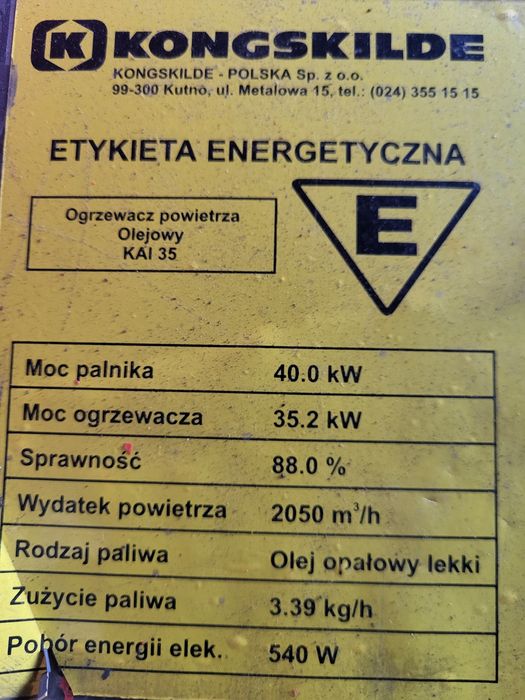 K KONGSKILDE
KONGSKILDE - POLSKA Sp. z o.o.
99-300 Kutno, ul. Metalowa 15, tel.: (024) 355 15 15
ETYKIETA ENERGETYCZNA
Ogrzewacz powietrza
Olejowy
KAI 35
E
Moc palnika 40.0 kW
Moc ogrzewacza 35.2 kW
Sprawność 88.0 %
Wydatek powietrza 2050 m³/h
Rodzaj paliwa Olej opałowy lekki
Zużycie paliwa 3.39 kg/h
Pobór energii elek. 540 W